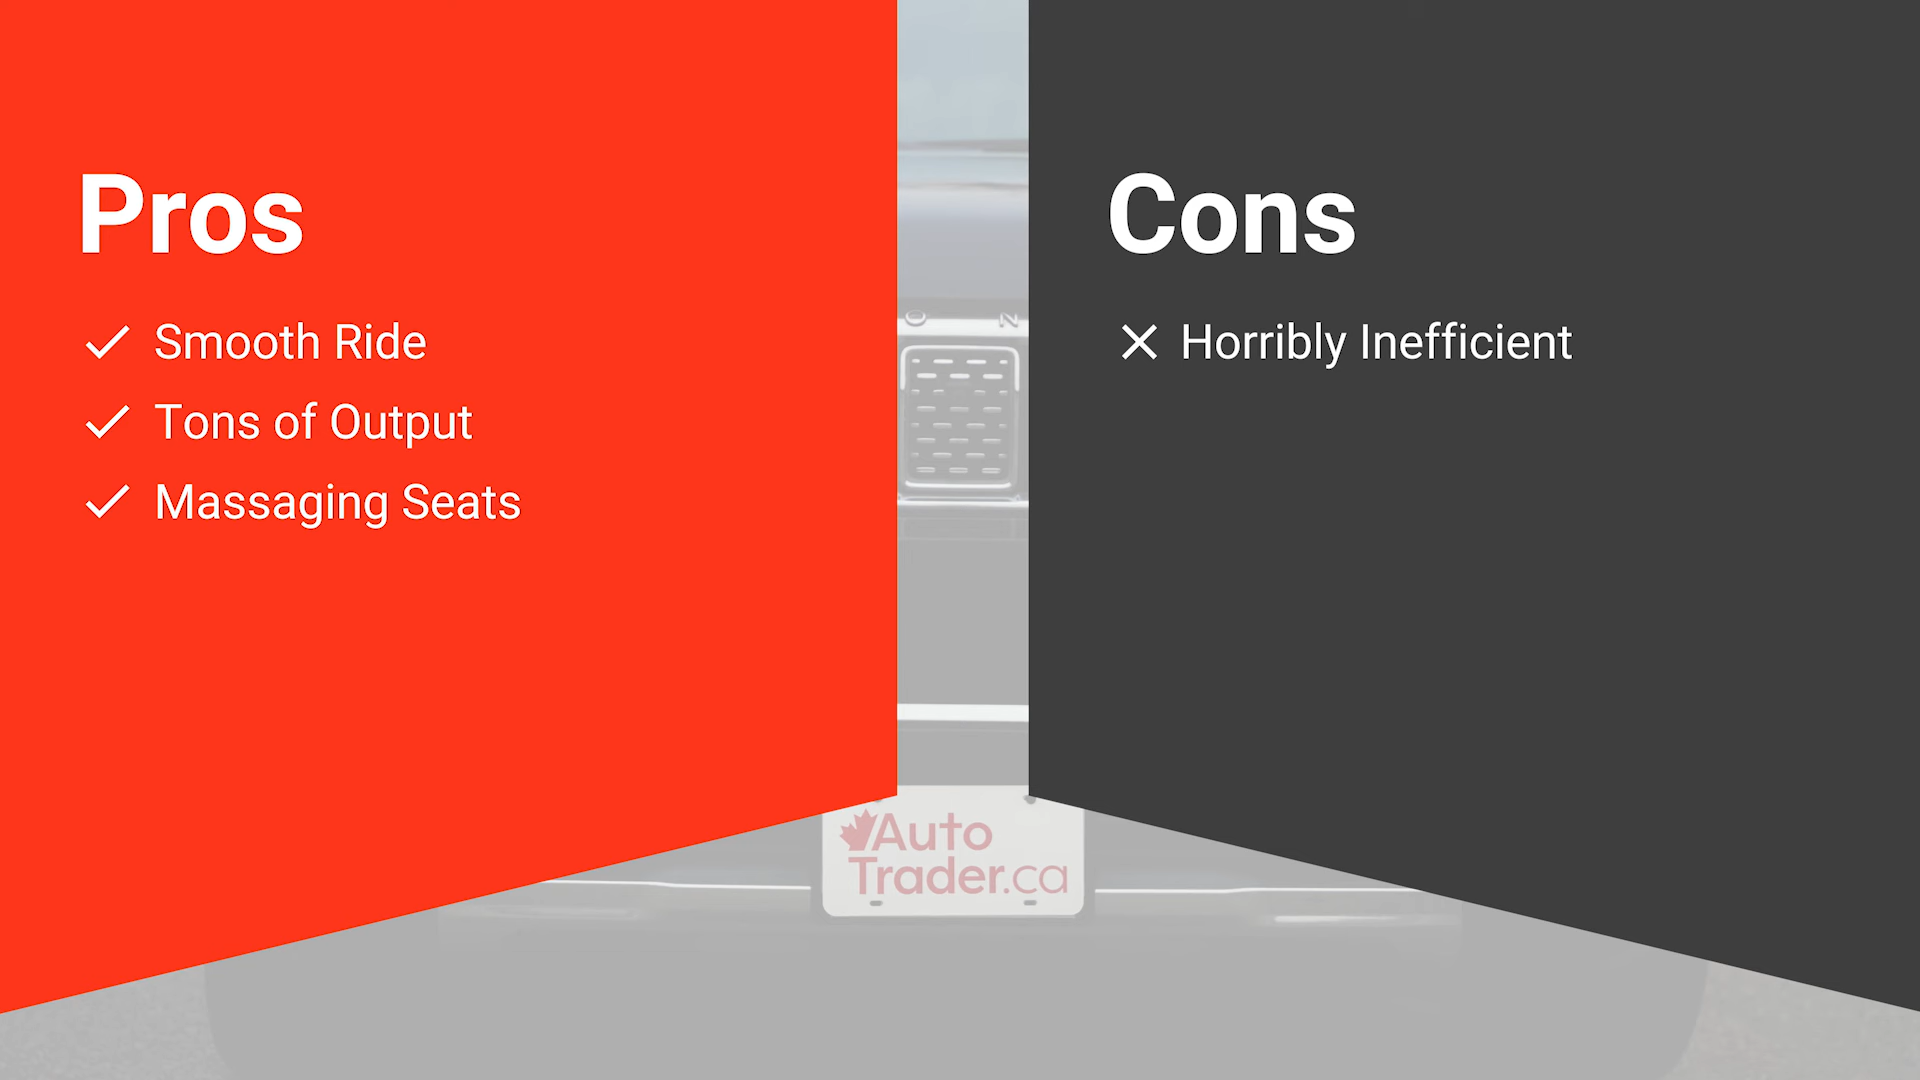 Pros
Smooth Ride
Tons of Output
Massaging Seats
Cons
Horribly Inefficient
O N
Auto
Trader.ca